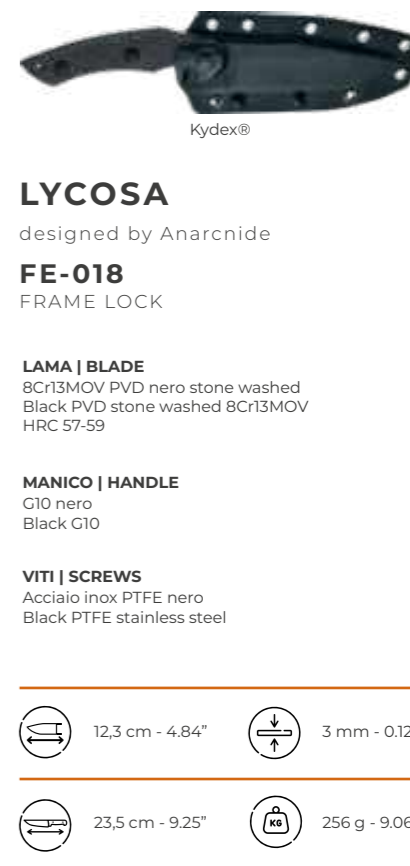 Kydex®
LYCOSA
designed by Anarcnide
FE-018
FRAME LOCK
LAMA | BLADE
8Cr13MOV PVD nero stone washed
Black PVD stone washed 8Cr13MOV
HRC 57-59
MANICO | HANDLE
G10 nero
Black G10
VITI | SCREWS
Acciaio inox PTFE nero
Black PTFE stainless steel
12,3 cm - 4.84” 3 mm - 0.12
23,5 cm - 9.25” KG 256 g - 9.06